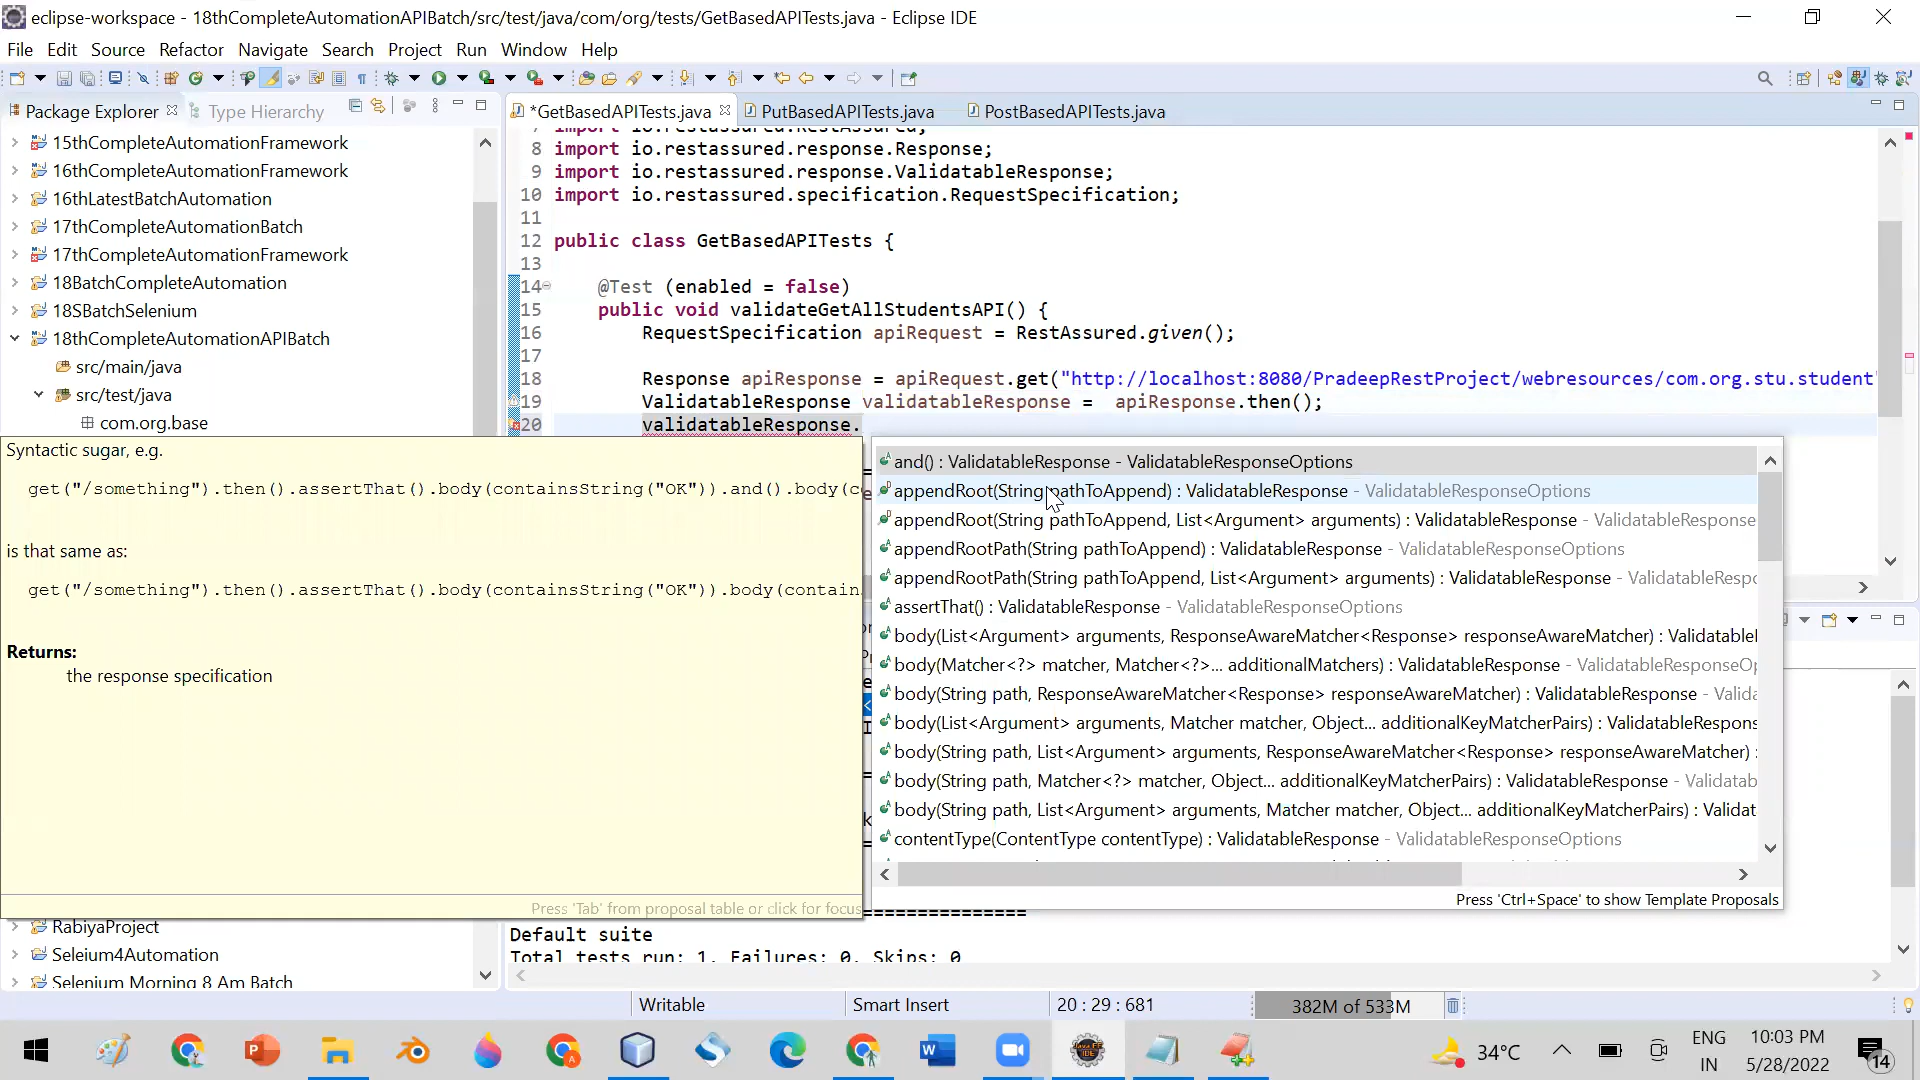 eclipse-workspace - 18thCompleteAutomationAPIBatch/src/test/java/com/org/tests/GetBasedAPITests.java - Eclipse IDE
File Edit Source Refactor Navigate Search Project Run Window Help
Package Explorer Type Hierarchy
*GetBasedAPITests.java PutBasedAPITests.java PostBasedAPITests.java
15thCompleteAutomationFramework
16thCompleteAutomationFramework
16thLatestBatchAutomation
17thCompleteAutomationBatch
17thCompleteAutomationFramework
18BatchCompleteAutomation
18SBatchSelenium
18thCompleteAutomationAPIBatch
src/main/java
src/test/java
com.org.base
7 import io.restassured.RestAssured;
8 import io.restassured.response.Response;
9 import io.restassured.response.ValidatableResponse;
10 import io.restassured.specification.RequestSpecification;
11
12 public class GetBasedAPITests {
13
14 @Test (enabled = false)
15 public void validateGetAllStudentsAPI() {
16 RequestSpecification apiRequest = RestAssured.given();
17
18 Response apiResponse = apiRequest.get("http://localhost:8080/PradeepRestProject/webresources/com.org.stu.student"
19 ValidatableResponse validatableResponse = apiResponse.then();
20 validatableResponse.
Syntactic sugar, e.g.
get("/something").then().assertThat().body(containsString("OK")).and().body(c
is that same as:
get("/something").then().assertThat().body(containsString("OK")).body(contain
Returns:
the response specification
Press 'Tab' from proposal table or click for focus
and() : ValidatableResponse - ValidatableResponseOptions
appendRoot(String pathToAppend) : ValidatableResponse - ValidatableResponseOptions
appendRoot(String pathToAppend, List<Argument> arguments) : ValidatableResponse - ValidatableResponse
appendRootPath(String pathToAppend) : ValidatableResponse - ValidatableResponseOptions
appendRootPath(String pathToAppend, List<Argument> arguments) : ValidatableResponse - ValidatableRespc
assertThat() : ValidatableResponse - ValidatableResponseOptions
body(List<Argument> arguments, ResponseAwareMatcher<Response> responseAwareMatcher) : Validatabl
body(Matcher<?> matcher, Matcher<?>... additionalMatchers) : ValidatableResponse - ValidatableResponseOp
body(String path, ResponseAwareMatcher<Response> responseAwareMatcher) : ValidatableResponse - Valida
body(List<Argument> arguments, Matcher matcher, Object... additionalKeyMatcherPairs) : ValidatableRespons
body(String path, List<Argument> arguments, ResponseAwareMatcher<Response> responseAwareMatcher) :
body(String path, Matcher<?> matcher, Object... additionalKeyMatcherPairs) : ValidatableResponse - Validatab
body(String path, List<Argument> arguments, Matcher matcher, Object... additionalKeyMatcherPairs) : Validat
contentType(ContentType contentType) : ValidatableResponse - ValidatableResponseOptions
Press 'Ctrl+Space' to show Template Proposals
===============
RabiyaProject
Seleium4Automation
Selenium Morning 8 Am Batch
Default suite
Total tests run: 1, Failures: 0, Skips: 0
Writable Smart Insert 20 : 29 : 681 382M of 533M
34°C ENG IN 10:03 PM 5/28/2022 14